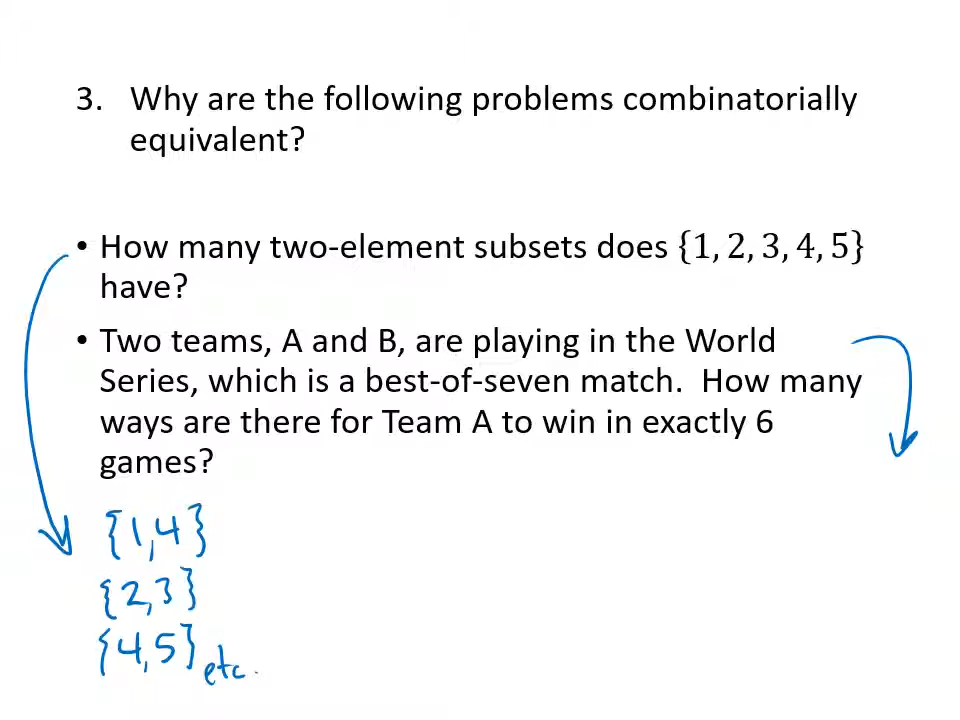 3. Why are the following problems combinatorially
equivalent?
• How many two-element subsets does {1, 2, 3, 4, 5}
have?
• Two teams, A and B, are playing in the World
Series, which is a best-of-seven match. How many
ways are there for Team A to win in exactly 6
games?
{1,4}
{2,3}
{4,5} etc.